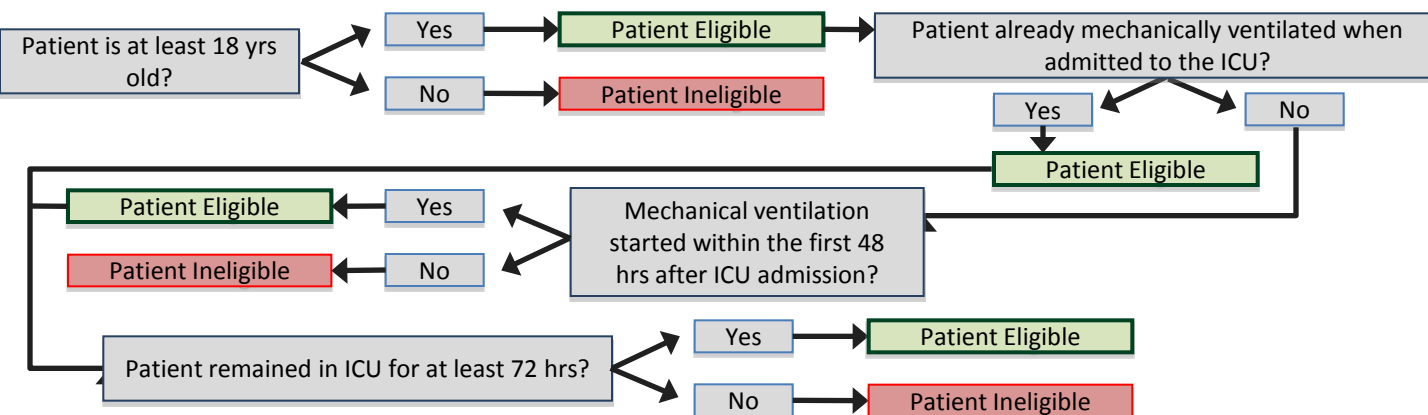 Patient is at least 18 yrs
old?
Yes
Patient Eligible
No
Patient Ineligible
Patient already mechanically ventilated when
admitted to the ICU?
Yes
No
Patient Eligible
Mechanical ventilation
started within the first 48
hrs after ICU admission?
Yes
Patient Eligible
No
Patient Ineligible
Patient remained in ICU for at least 72 hrs?
Yes
Patient Eligible
No
Patient Ineligible